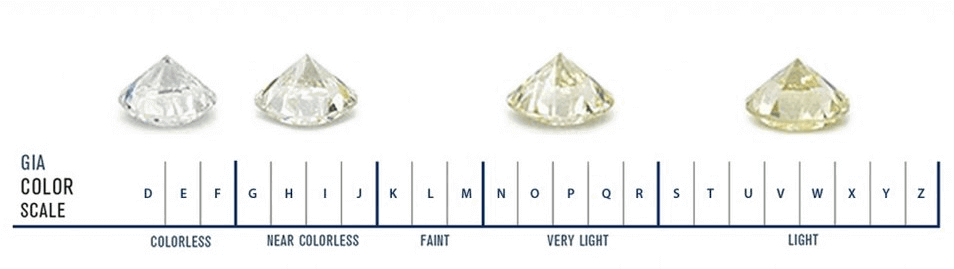 GIA
COLOR
SCALE
D E F G H I J K L M N O P Q R S T U V W X Y Z
COLORLESS NEAR COLORLESS FAINT VERY LIGHT LIGHT